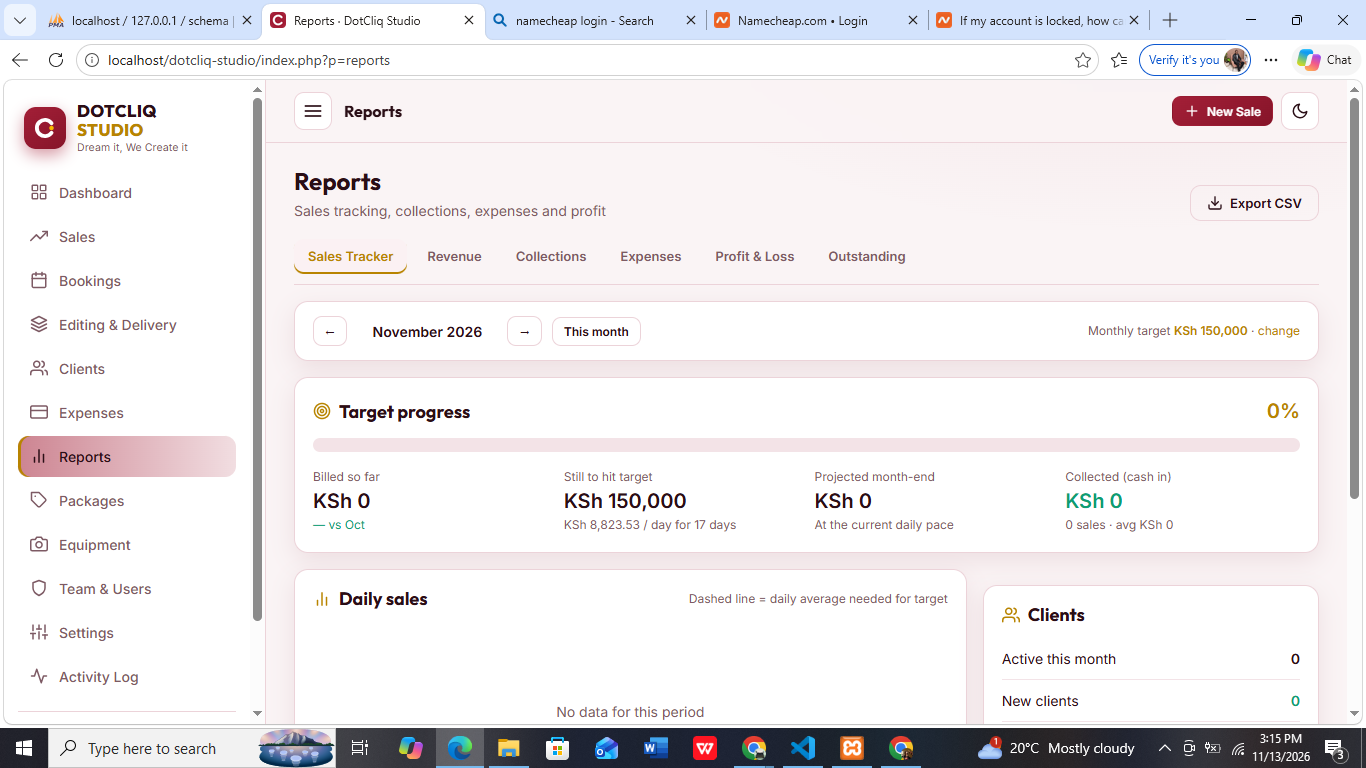 localhost / 127.0.0.1 / schema |
Reports · DotCliq Studio
namecheap login - Search
Namecheap.com • Login
If my account is locked, how ca
localhost/dotcliq-studio/index.php?p=reports
Verify it's you
Chat
DOTCLIQ
STUDIO
Dream it, We Create it
Dashboard
Sales
Bookings
Editing & Delivery
Clients
Expenses
Reports
Packages
Equipment
Team & Users
Settings
Activity Log
Reports
+ New Sale
Reports
Sales tracking, collections, expenses and profit
Export CSV
Sales Tracker Revenue Collections Expenses Profit & Loss Outstanding
← November 2026 → This month
Monthly target KSh 150,000 · change
Target progress
0%
Billed so far
KSh 0
— vs Oct
Still to hit target
KSh 150,000
KSh 8,823.53 / day for 17 days
Projected month-end
KSh 0
At the current daily pace
Collected (cash in)
KSh 0
0 sales · avg KSh 0
Daily sales
Dashed line = daily average needed for target
No data for this period
Clients
Active this month 0
New clients 0
Type here to search
1
20°C Mostly cloudy
3:15 PM
11/13/2026
3